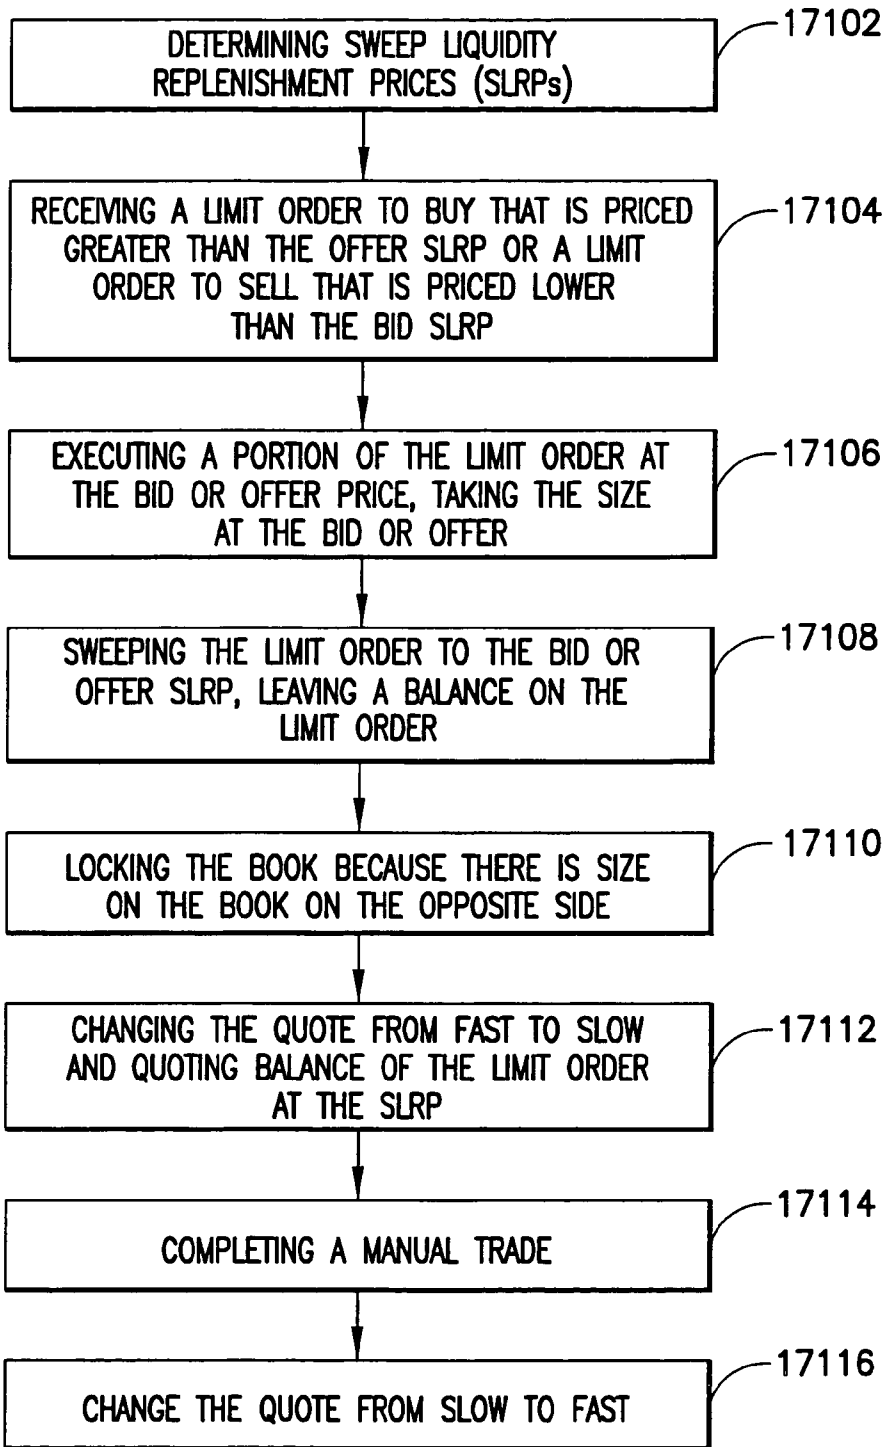 17102
DETERMINING SWEEP LIQUIDITY
REPLENISHMENT PRICES (SLRPs)
17104
RECEIVING A LIMIT ORDER TO BUY THAT IS PRICED
GREATER THAN THE OFFER SLRP OR A LIMIT
ORDER TO SELL THAT IS PRICED LOWER
THAN THE BID SLRP
17106
EXECUTING A PORTION OF THE LIMIT ORDER AT
THE BID OR OFFER PRICE, TAKING THE SIZE
AT THE BID OR OFFER
17108
SWEEPING THE LIMIT ORDER TO THE BID OR
OFFER SLRP, LEAVING A BALANCE ON THE
LIMIT ORDER
17110
LOCKING THE BOOK BECAUSE THERE IS SIZE
ON THE BOOK ON THE OPPOSITE SIDE
17112
CHANGING THE QUOTE FROM FAST TO SLOW
AND QUOTING BALANCE OF THE LIMIT ORDER
AT THE SLRP
17114
COMPLETING A MANUAL TRADE
17116
CHANGE THE QUOTE FROM SLOW TO FAST